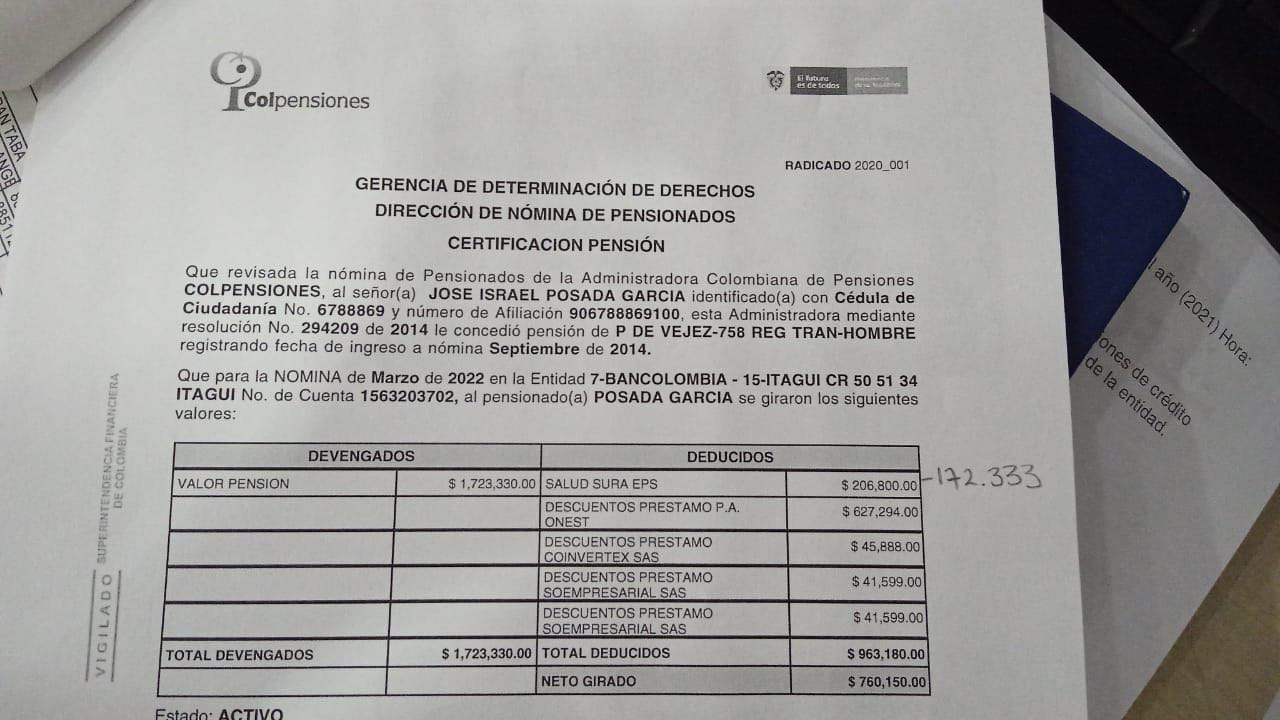 Colpensiones
El futuro es de todos
RADICADO 2020_001
GERENCIA DE DETERMINACIÓN DE DERECHOS
DIRECCIÓN DE NÓMINA DE PENSIONADOS
CERTIFICACION PENSIÓN
Que revisada la nómina de Pensionados de la Administradora Colombiana de Pensiones
COLPENSIONES, al señor(a) JOSE ISRAEL POSADA GARCIA identificado(a) con Cédula de
Ciudadanía No. 6788869 y número de Afiliación 906788869100, esta Administradora mediante
resolución No. 294209 de 2014 le concedió pensión de P DE VEJEZ-758 REG TRAN-HOMBRE
registrando fecha de ingreso a nómina Septiembre de 2014.
Que para la NOMINA de Marzo de 2022 en la Entidad 7-BANCOLOMBIA - 15-ITAGUI CR 50 51 34
ITAGUI No. de Cuenta 1563203702, al pensionado(a) POSADA GARCIA se giraron los siguientes
valores:
DEVENGADOS DEDUCIDOS
VALOR PENSION $ 1,723,330.00 SALUD SURA EPS $ 206,800.00 -172.333
DESCUENTOS PRESTAMO P.A.
ONEST $ 627,294.00
DESCUENTOS PRESTAMO
COINVERTEX SAS $ 45,888.00
DESCUENTOS PRESTAMO
SOEMPRESARIAL SAS $ 41,599.00
DESCUENTOS PRESTAMO
SOEMPRESARIAL SAS $ 41,599.00
TOTAL DEVENGADOS $ 1,723,330.00 TOTAL DEDUCIDOS $ 963,180.00
NETO GIRADO $ 760,150.00
Estado: ACTIVO
VIGILADO SUPERINTENDENCIA FINANCIERA
DE COLOMBIA
año (2021) Hora:
ones de crédito
de la entidad.